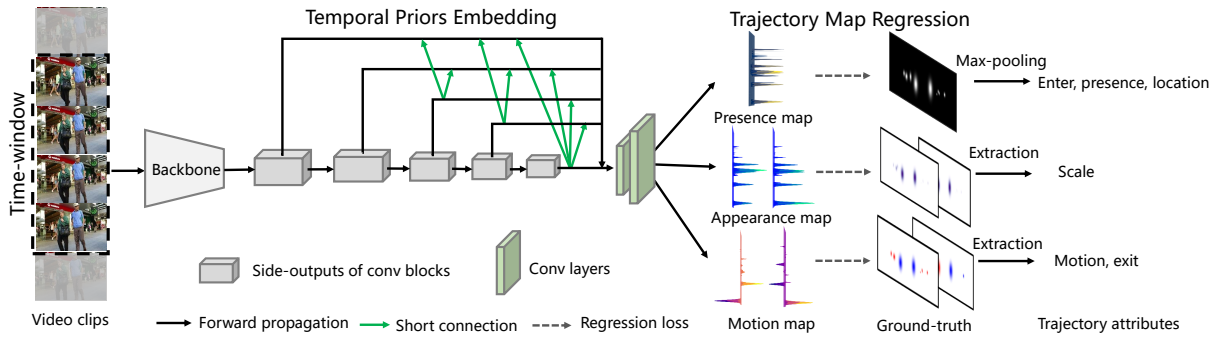 Temporal Priors Embedding
Trajectory Map Regression
Time-window
Backbone
Max-pooling
Enter, presence, location
Presence map
Extraction
Scale
Appearance map
Extraction
Motion, exit
Side-outputs of conv blocks
Conv layers
Video clips
Forward propagation
Short connection
Regression loss
Motion map
Ground-truth
Trajectory attributes